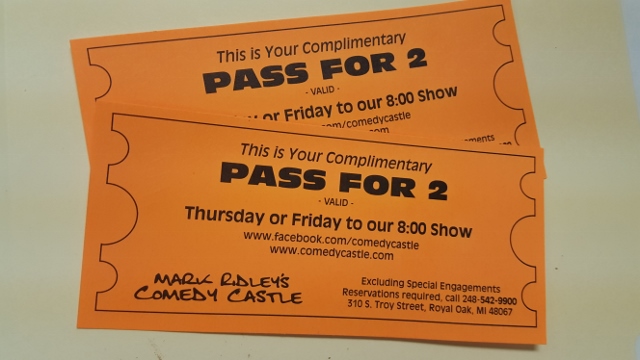 This is Your Complimentary
PASS FOR 2
- VALID -
or Friday to our 8:00 Show
com/comedycastle
This is Your Complimentary
PASS FOR 2
- VALID -
Thursday or Friday to our 8:00 Show
www.facebook.com/comedycastle
www.comedycastle.com
MARK RIDLEY'S
COMEDY CASTLE
Excluding Special Engagements
Reservations required, call 248-542-9900
310 S. Troy Street, Royal Oak, MI 48067